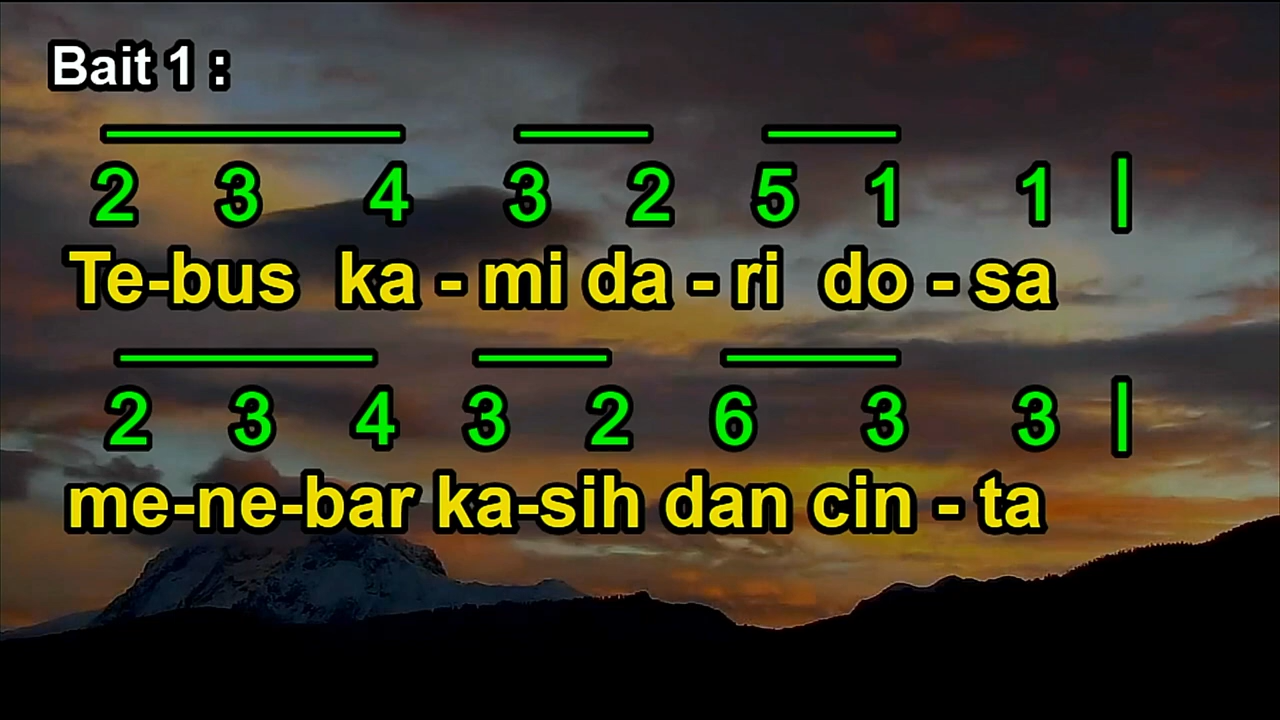 Bait 1 :
2 3 4 3 2 5 1 1 |
Te-bus ka - mi da - ri do - sa
2 3 4 3 2 6 3 3 |
me-ne-bar ka-sih dan cin - ta